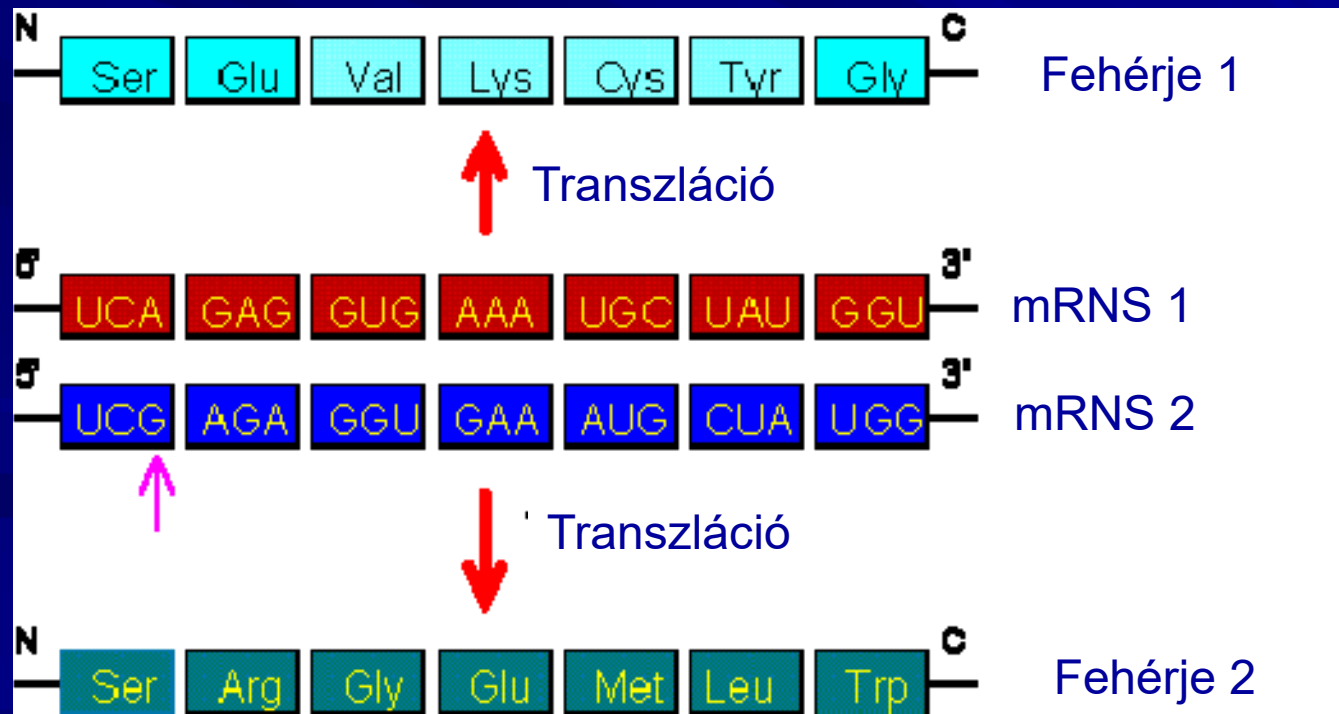 N C
Ser Glu Val Lys Cys Tyr Gly Fehérje 1
Transzláció
5' 3'
UCA GAG GUG AAA UGC UAU GGU mRNS 1
5' 3'
UCG AGA GGU GAA AUG CUA UGG mRNS 2
Transzláció
N C
Ser Arg Gly Glu Met Leu Trp Fehérje 2